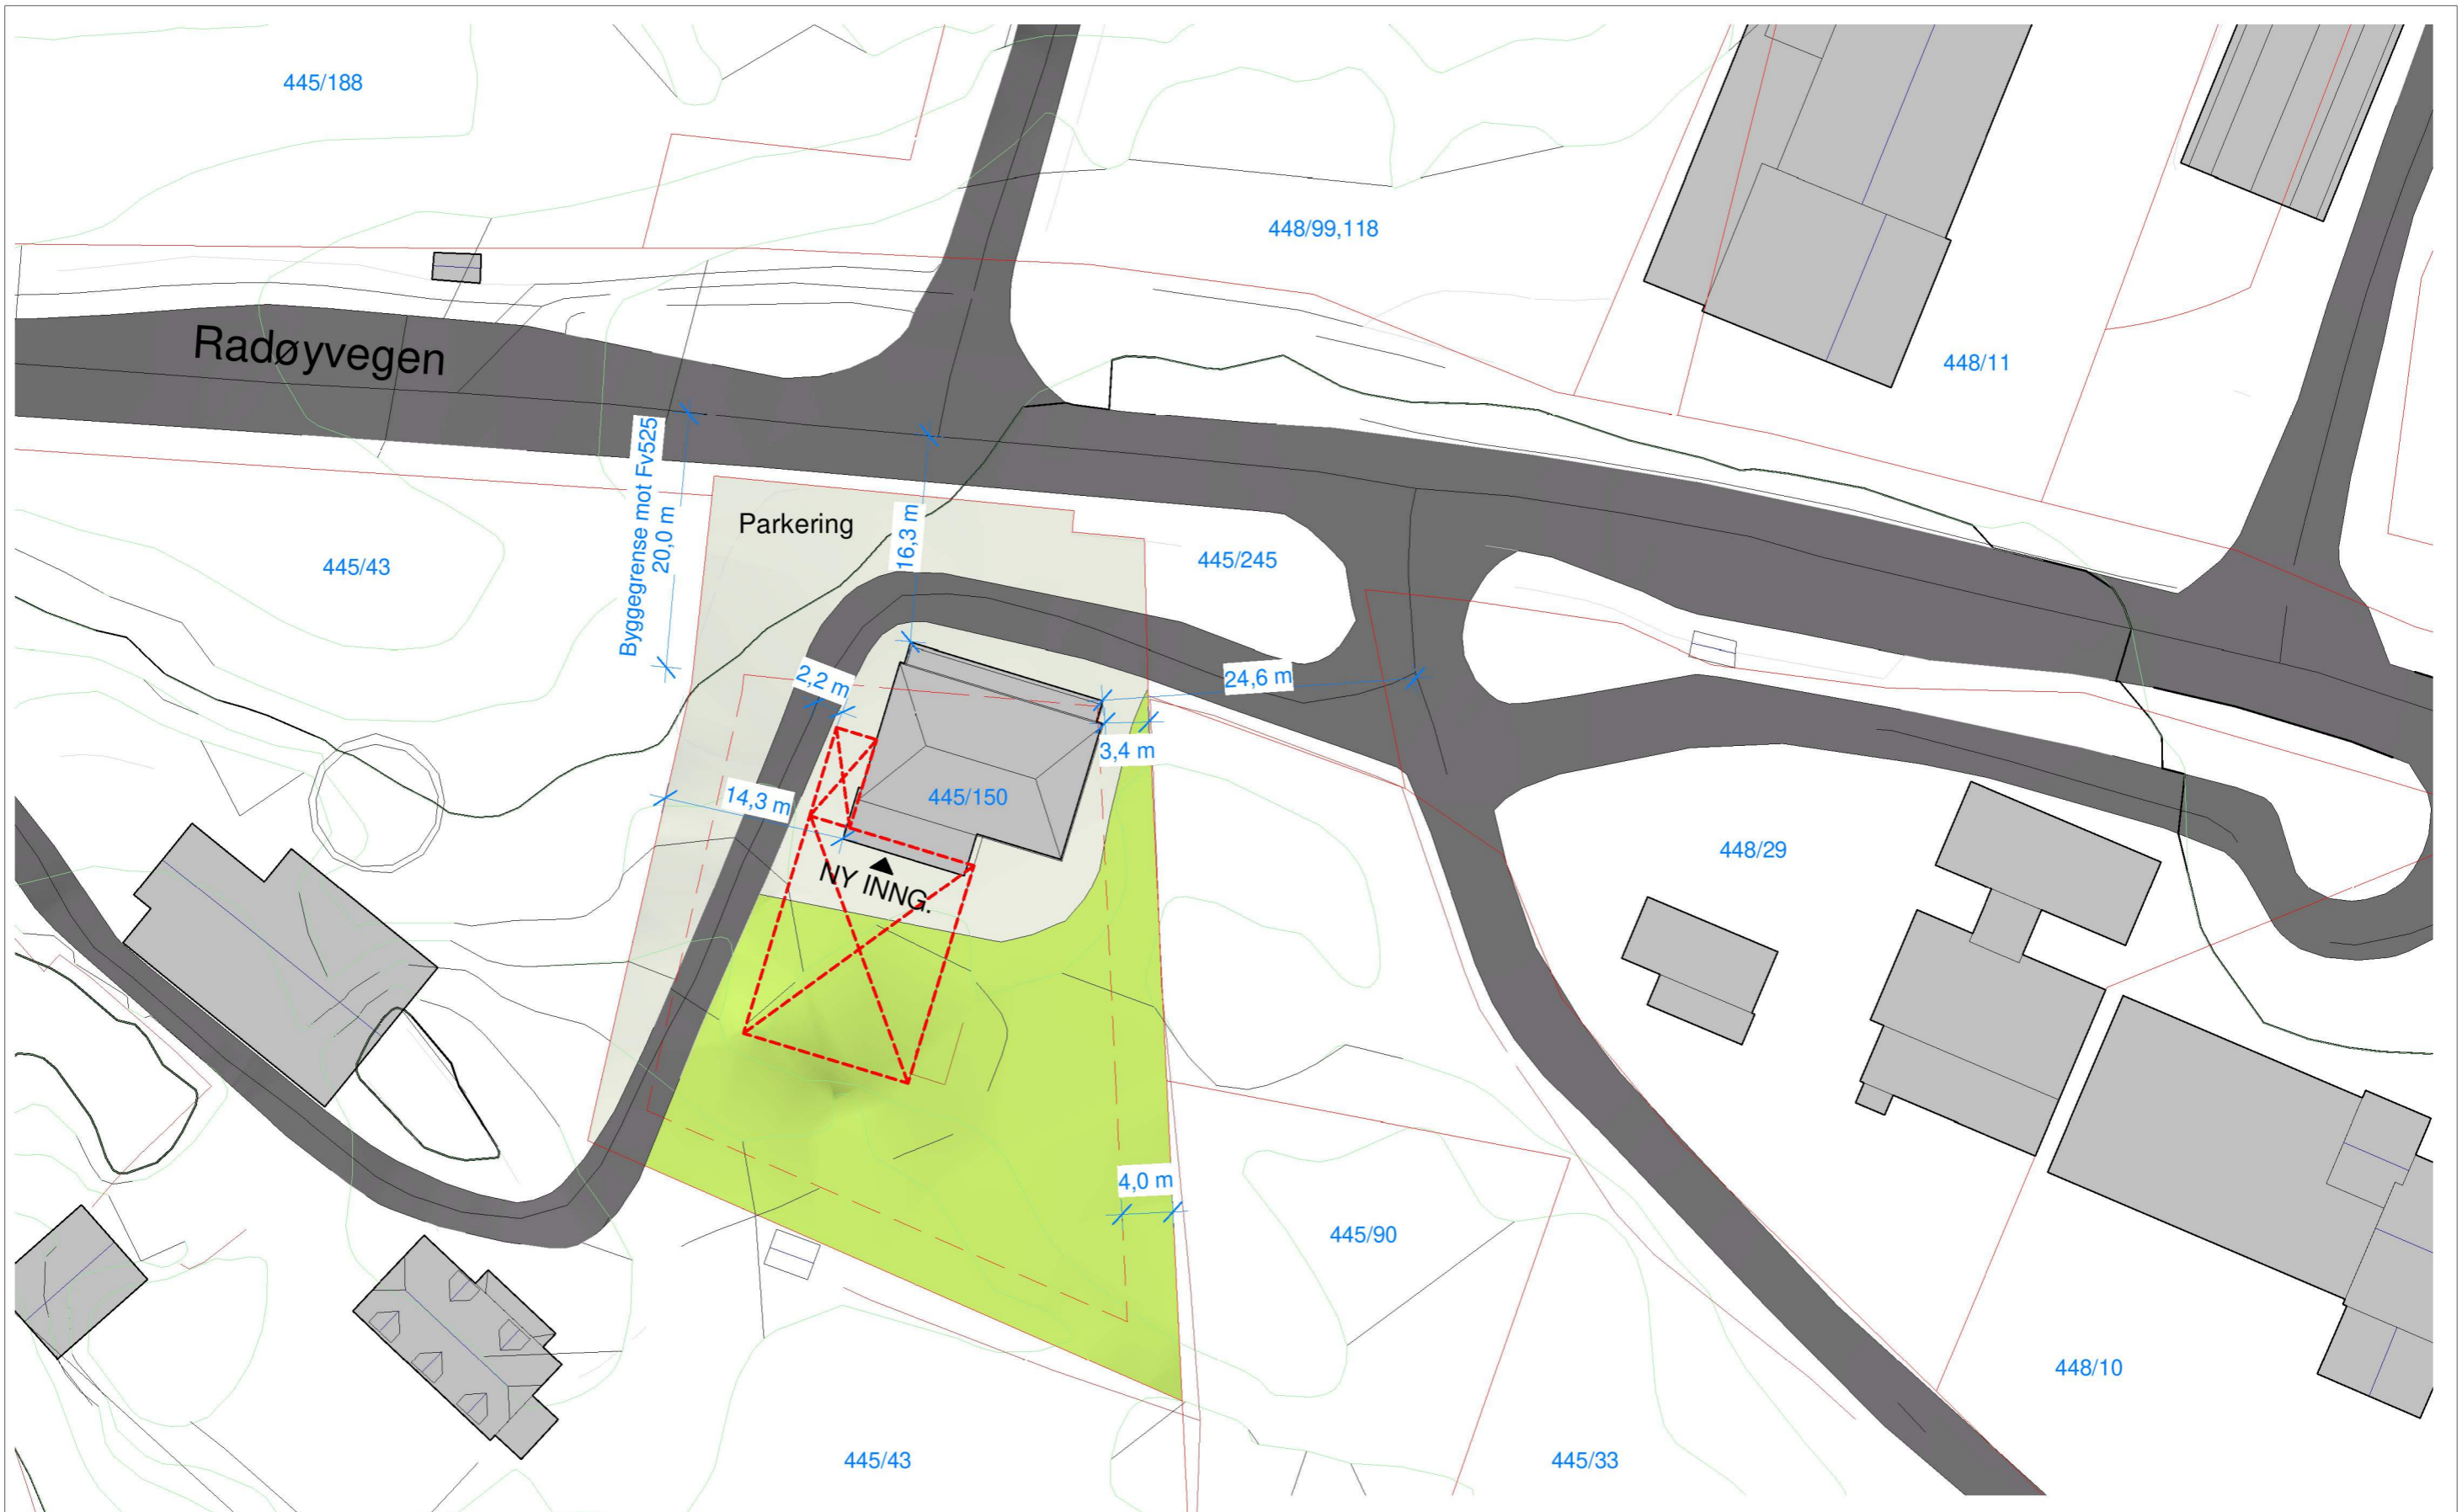 445/188
448/99,118
Radøyvegen
448/11
Byggegrense mot Fv525
20,0 m
Parkering
16,3 m
445/43
445/245
2,2 m
24,6 m
3,4 m
14,3 m
445/150
448/29
NY INNG.
4,0 m
445/90
448/10
445/43
445/33